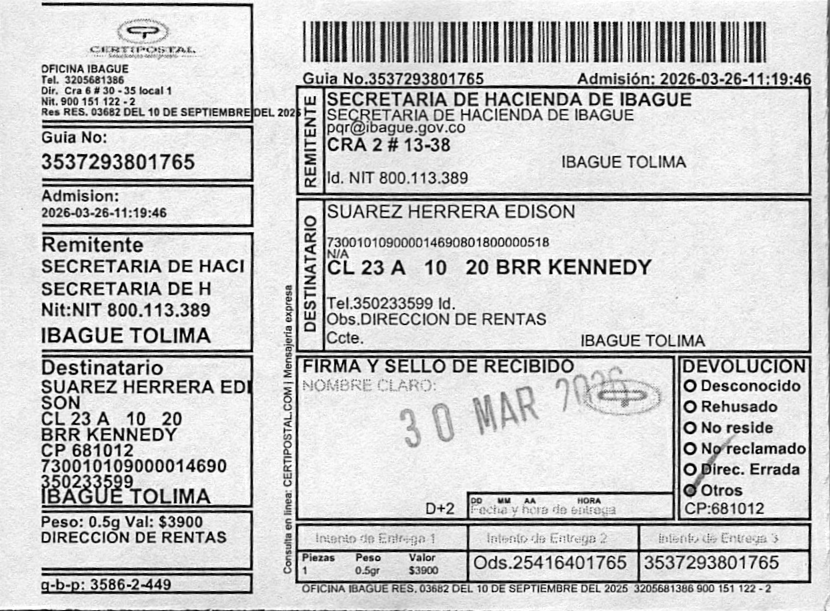 CERTIPOSTAL
OFICINA IBAGUE
Tel. 3205681386
Dir. Cra 6 # 30 - 35 local 1
Nit. 900 151 122 - 2
Res RES. 03682 DEL 10 DE SEPTIEMBRE DEL 2025
Guia No:
3537293801765
Admision:
2026-03-26-11:19:46
Remitente
SECRETARIA DE HACI
SECRETARIA DE H
Nit:NIT 800.113.389
IBAGUE TOLIMA
Destinatario
SUAREZ HERRERA EDI
SON
CL 23 A 10 20
BRR KENNEDY
CP 681012
730010109000014690
350233599
IBAGUE TOLIMA
Peso: 0.5g Val: $3900
DIRECCION DE RENTAS
q-b-p: 3586-2-449
Consulta en linea: CERTIPOSTAL.COM | Mensajería expresa
Guia No.3537293801765 Admisión: 2026-03-26-11:19:46
REMITENTE
SECRETARIA DE HACIENDA DE IBAGUE
SECRETARIA DE HACIENDA DE IBAGUE
pqr@ibague.gov.co
CRA 2 # 13-38
IBAGUE TOLIMA
Id. NIT 800.113.389
DESTINATARIO
SUAREZ HERRERA EDISON
730010109000014690801800000518
N/A
CL 23 A 10 20 BRR KENNEDY
Tel.350233599 Id.
Obs.DIRECCION DE RENTAS
Ccte. IBAGUE TOLIMA
FIRMA Y SELLO DE RECIBIDO
NOMBRE CLARO:
30 MAR 2026
D+2
DD MM AA HORA
Fecha y hora de entrega
DEVOLUCION
Desconocido
Rehusado
No reside
No reclamado
Direc. Errada
Otros
CP:681012
Intento de Entrega 1 Intento de Entrega 2 Intento de Entrega 3
Piezas Peso Valor
1 0.5gr $3900
Ods.25416401765 3537293801765
OFICINA IBAGUE RES, 03682 DEL 10 DE SEPTIEMBRE DEL 2025 3205681386 900 151 122 - 2